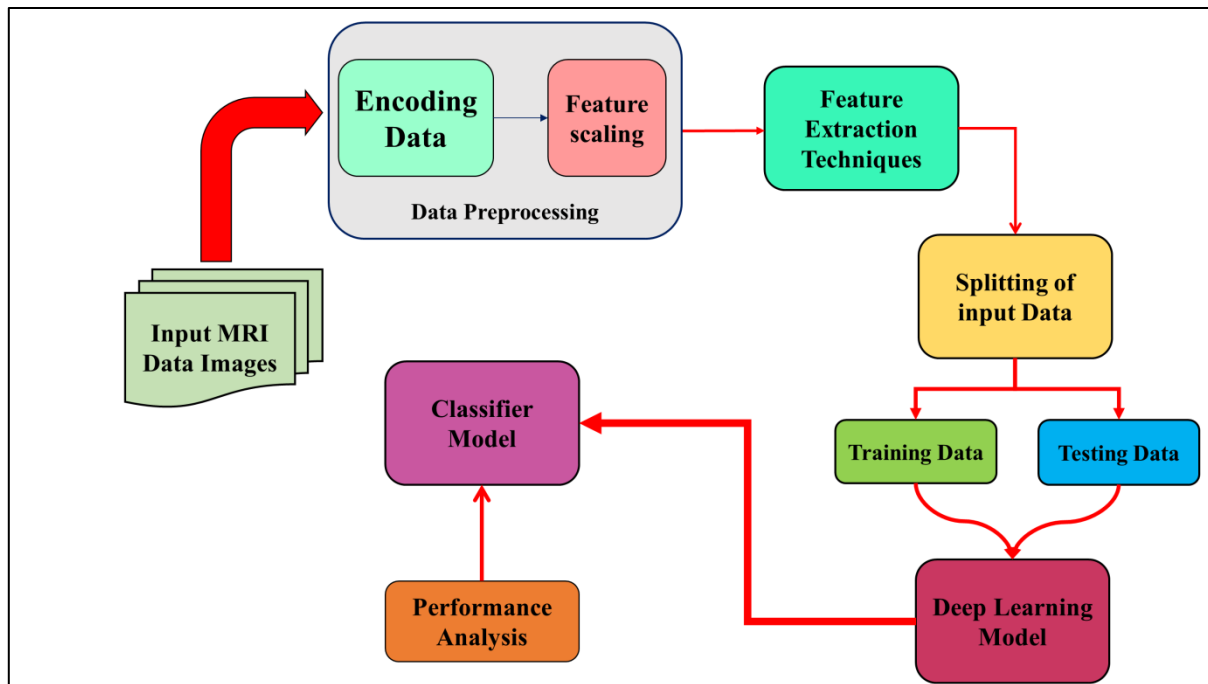 Encoding
Data
Feature
scaling
Data Preprocessing
Feature
Extraction
Techniques
Input MRI
Data Images
Splitting of
input Data
Training Data
Testing Data
Deep Learning
Model
Classifier
Model
Performance
Analysis